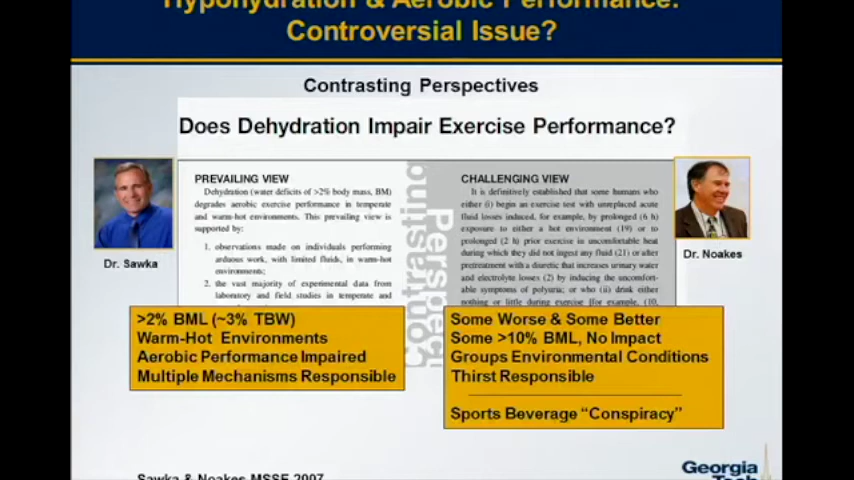 Hypohydration & Aerobic Performance:
Controversial Issue?
Contrasting Perspectives
Does Dehydration Impair Exercise Performance?
PREVAILING VIEW
Dehydration (water deficits of >2% body mass, BM)
degrades aerobic exercise performance in temperate
and warm-hot environments. This prevailing view is
supported by:
1. observations made on individuals performing
arduous work, with limited fluids, in warm-hot
environments;
2. the vast majority of experimental data from
laboratory and field studies in temperate and
Contrasting
Perspecti
CHALLENGING VIEW
It is definitively established that some humans who
either (i) begin an exercise test with unreplaced acute
fluid losses induced, for example, by prolonged (6 h)
exposure to either a hot environment (19) or to
prolonged (2 h) prior exercise in uncomfortable heat
during which they did not ingest any fluid (21) or after
pretreatment with a diuretic that increases urinary water
and electrolyte losses (2) by inducing the uncomfort-
able symptoms of polyuria; or who (ii) drink either
nothing or little during exercise [for example, (10,
Dr. Sawka
Dr. Noakes
>2% BML (~3% TBW)
Warm-Hot Environments
Aerobic Performance Impaired
Multiple Mechanisms Responsible
Some Worse & Some Better
Some >10% BML, No Impact
Groups Environmental Conditions
Thirst Responsible
Sports Beverage “Conspiracy”
Sawka & Noakes MSSE 2007
Georgia
Tech